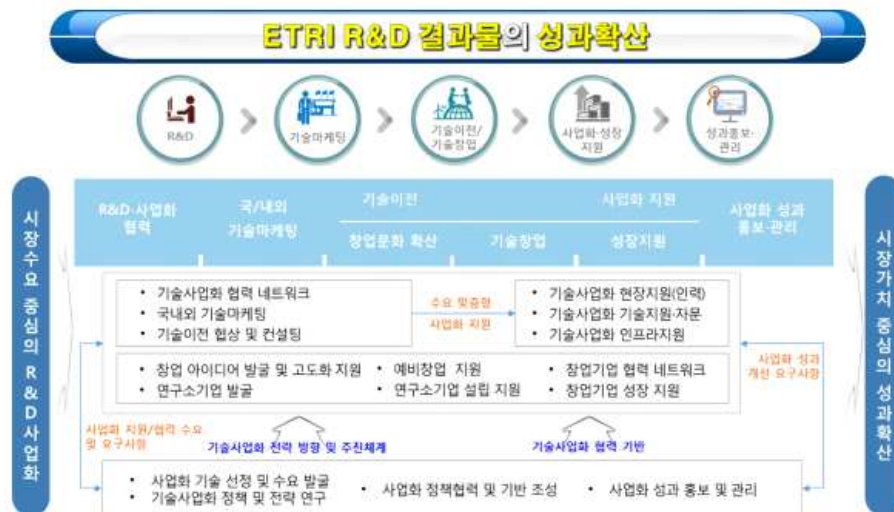 ETRI R&D 결과물의 성과확산
R&D
기술마케팅
기술이전/
기술창업
사업화·성장
지원
성과홍보·
관리
시장수요 중심의 R&D사업화
R&D·사업화
협력
국/내외
기술마케팅
기술이전
사업화 지원
창업문화 확산
기술창업
성장지원
사업화 성과
홍보·관리
시장가치 중심의 성과확산
• 기술사업화 협력 네트워크
• 국내외 기술마케팅
• 기술이전 협상 및 컨설팅
수요 맞춤형
사업화 지원
• 기술사업화 현장지원(인력)
• 기술사업화 기술지원·자문
• 기술사업화 인프라지원
• 창업 아이디어 발굴 및 고도화 지원
• 예비창업 지원
• 창업기업 협력 네트워크
• 연구소기업 발굴
연구소기업 설립 지원
• 창업기업 성장 지원
사업화 성과
개선 요구사항
사업화 지원/협력 수요
및 요구사항
기술사업화 전략 방향 및 추진체계
기술사업화 협력 기반
• 사업화 기술 선정 및 수요 발굴
• 기술사업화 정책 및 전략 연구
• 사업화 정책협력 및 기반 조성
• 사업화 성과 홍보 및 관리